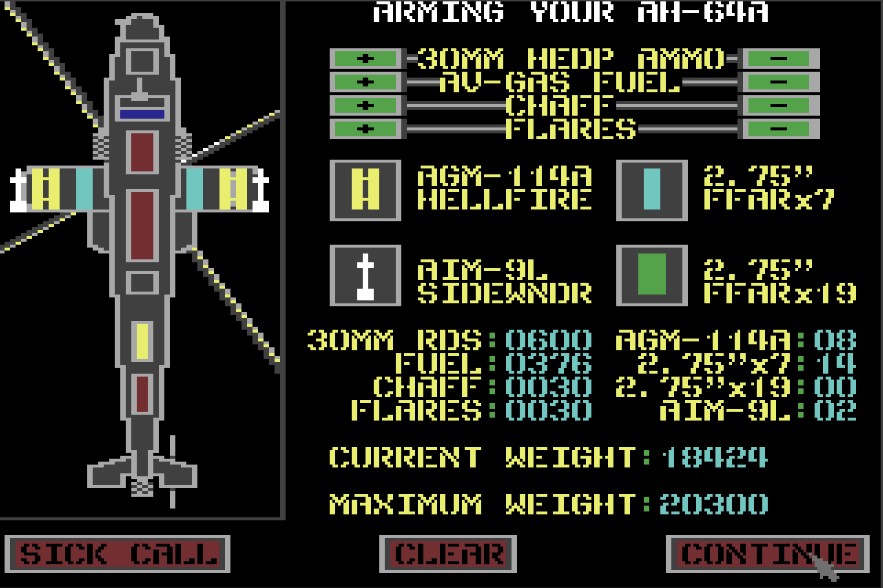 ARMING YOUR AH-64A
+ 30MM HEDP AMMO -
+ AV-GAS FUEL -
+ CHAFF -
+ FLARES -
AGM-114A
HELLFIRE
2.75"
FFARx7
AIM-9L
SIDEWNDR
2.75"
FFARx19
30MM RDS:0600 AGM-114A:08
FUEL:0376 2.75"x7:14
CHAFF:0030 2.75"x19:00
FLARES:0030 AIM-9L:02
CURRENT WEIGHT:18424
MAXIMUM WEIGHT:20300
SICK CALL CLEAR CONTINUE